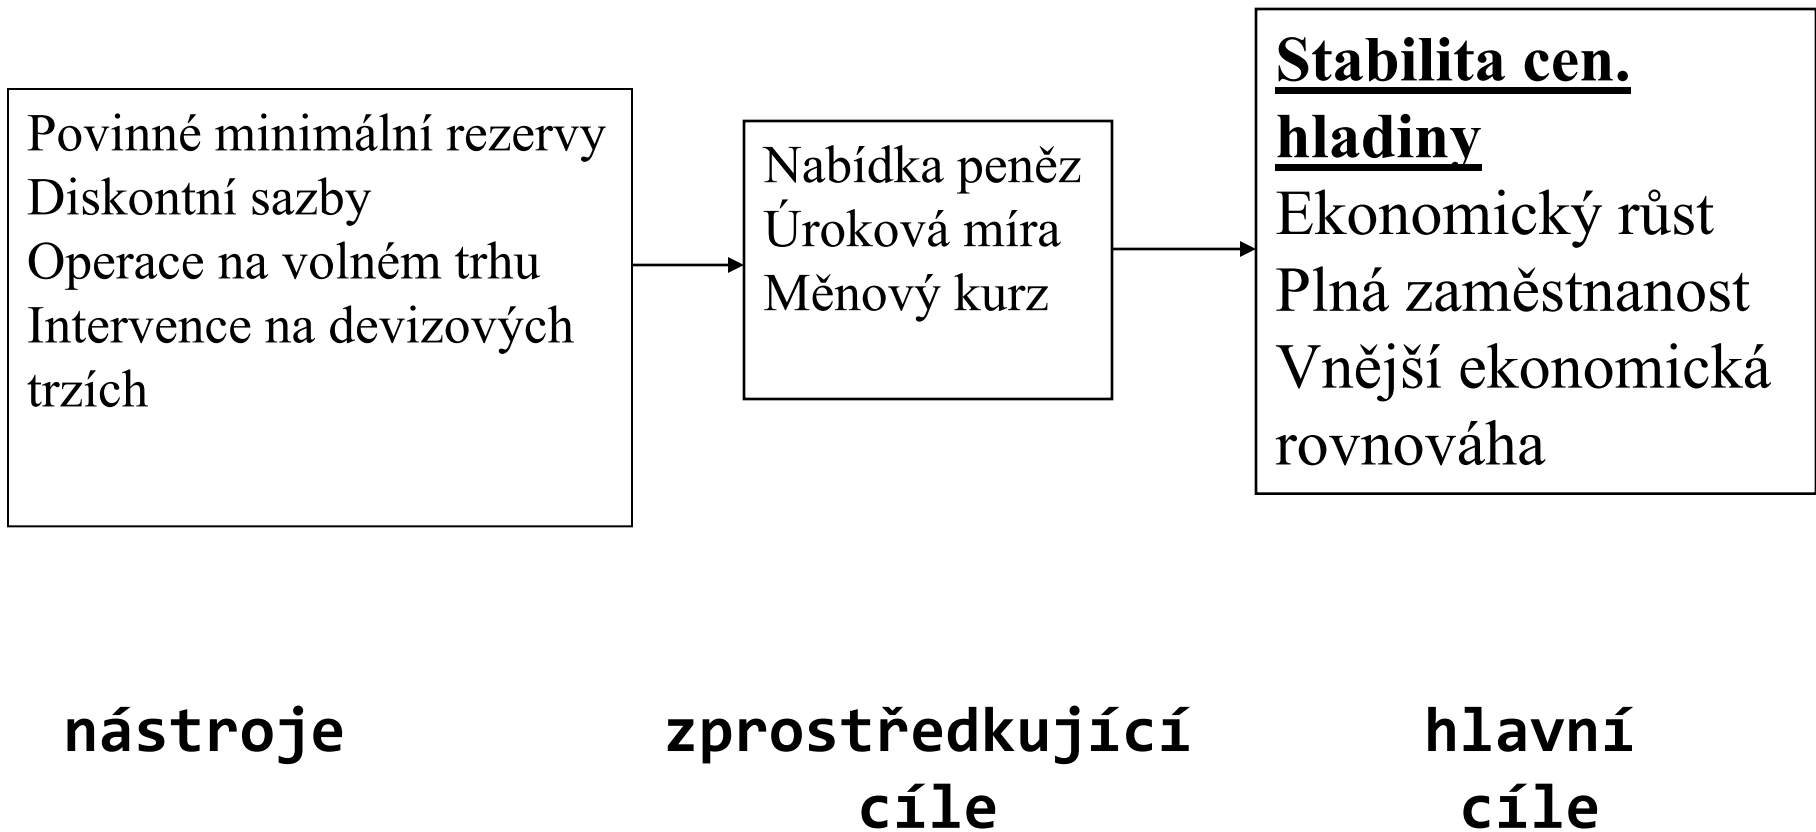 Povinné minimální rezervy
Diskontní sazby
Operace na volném trhu
Intervence na devizových
trzích
Nabídka peněz
Úroková míra
Měnový kurz
Stabilita cen.
hladiny
Ekonomický růst
Plná zaměstnanost
Vnější ekonomická
rovnováha
nástroje
zprostředkující
cíle
hlavní
cíle